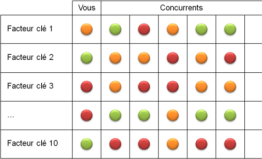 Vous Concurrents
Facteur clé 1
Facteur clé 2
Facteur clé 3
...
Facteur clé 10